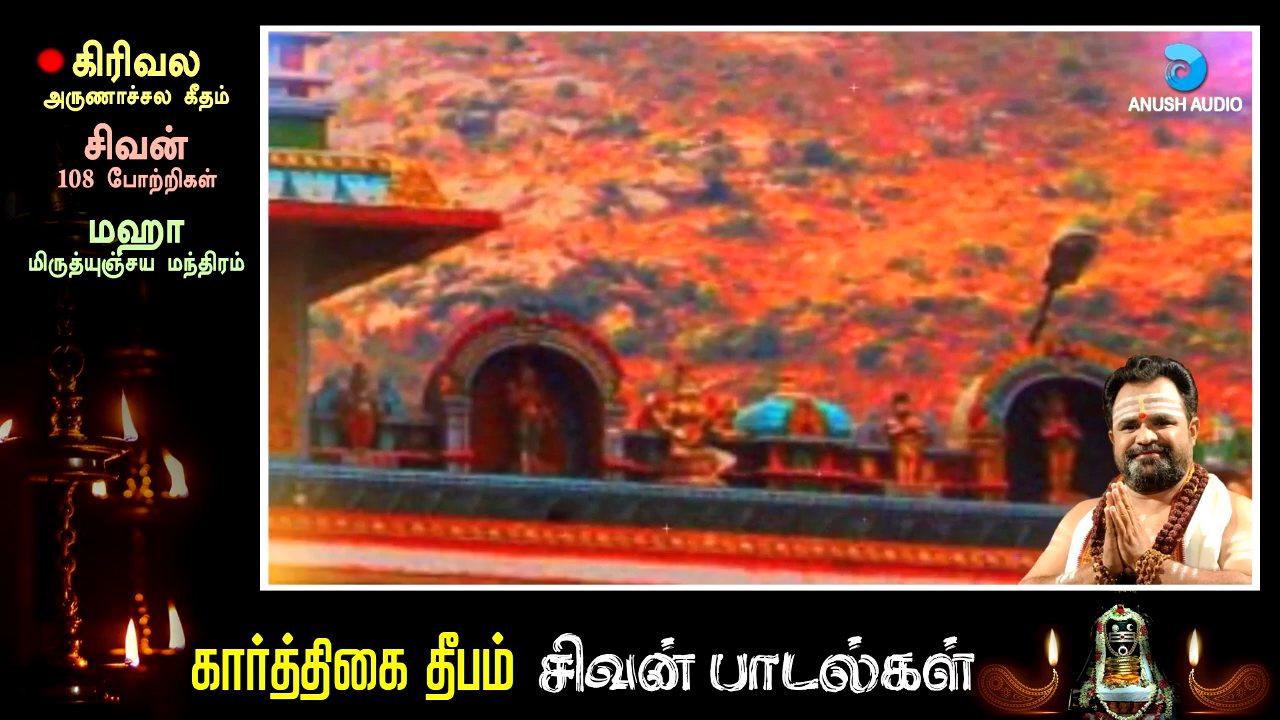 கிரிவல
அருணாச்சல கீதம்
சிவன்
108 போற்றிகள்
மஹா
மிருத்யுஞ்சய மந்திரம்
ANUSH AUDIO
கார்த்திகை தீபம் சிவன் பாடல்கள்